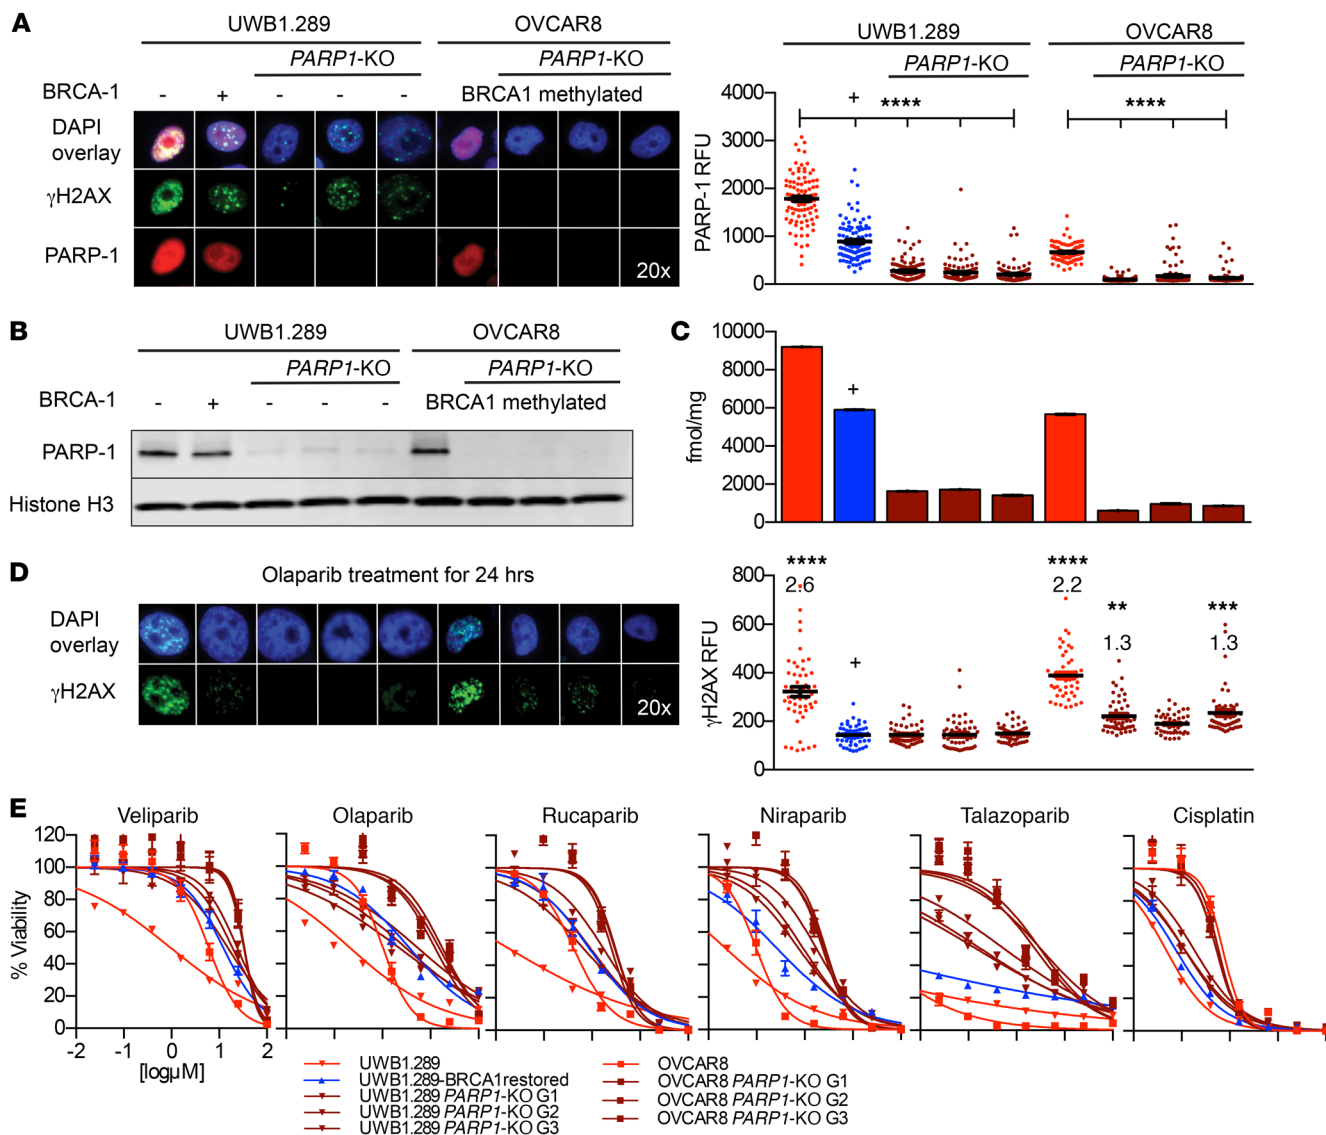 A
UWB1.289 OVCAR8
PARP1-KO PARP1-KO
BRCA-1 - + - - - BRCA1 methylated
DAPI overlay
γH2AX
PARP-1
20x
UWB1.289 OVCAR8
PARP1-KO PARP1-KO
+ **** ****
PARP-1 RFU
4000
3000
2000
1000
0
B
UWB1.289 OVCAR8
PARP1-KO PARP1-KO
BRCA-1 - + - - - BRCA1 methylated
PARP-1
Histone H3
C
fmol/mg
10000
8000
6000
4000
2000
0
+
D
Olaparib treatment for 24 hrs
DAPI overlay
γH2AX
20x
γH2AX RFU
800
600
400
200
0
**** ****
2.6 2.2
** ***
1.3 1.3
+
E
Veliparib Olaparib Rucaparib Niraparib Talazoparib Cisplatin
% Viability
120
100
80
60
40
20
0
-2 -1 0 1 2
[logµM]
UWB1.289
UWB1.289-BRCA1restored
UWB1.289 PARP1-KO G1
UWB1.289 PARP1-KO G2
UWB1.289 PARP1-KO G3
OVCAR8
OVCAR8 PARP1-KO G1
OVCAR8 PARP1-KO G2
OVCAR8 PARP1-KO G3